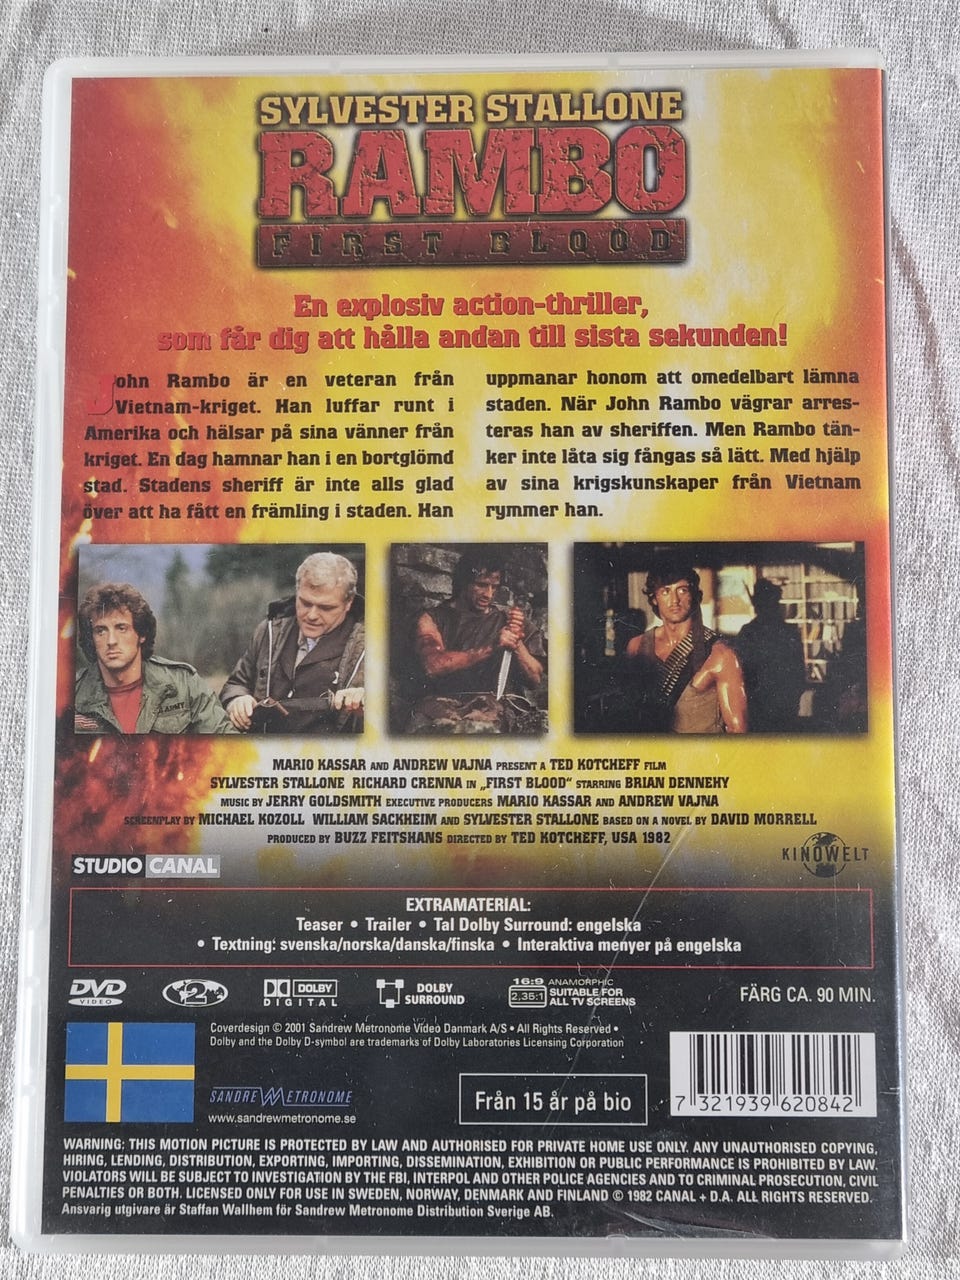 SYLVESTER STALLONE
RAMBO
FIRST BLOOD
En explosiv action-thriller,
som får dig att hålla andan till sista sekunden!
John Rambo är en veteran från
Vietnam-kriget. Han luffar runt i
Amerika och hälsar på sina vänner från
kriget. En dag hamnar han i en bortglömd
stad. Stadens sheriff är inte alls glad
över att ha fått en främling i staden. Han
uppmanar honom att omedelbart lämna
staden. När John Rambo vägrar arres-
teras han av sheriffen. Men Rambo tän-
ker inte låta sig fångas så lätt. Med hjälp
av sina krigskunskaper från Vietnam
rymmer han.
U.S. ARMY
MARIO KASSAR AND ANDREW VAJNA PRESENT A TED KOTCHEFF FILM
SYLVESTER STALLONE RICHARD CRENNA IN „FIRST BLOOD“ STARRING BRIAN DENNEHY
MUSIC BY JERRY GOLDSMITH EXECUTIVE PRODUCERS MARIO KASSAR AND ANDREW VAJNA
SCREENPLAY BY MICHAEL KOZOLL WILLIAM SACKHEIM AND SYLVESTER STALLONE BASED ON A NOVEL BY DAVID MORRELL
PRODUCED BY BUZZ FEITSHANS DIRECTED BY TED KOTCHEFF, USA 1982
STUDIO CANAL
KINOWELT
EXTRAMATERIAL:
Teaser • Trailer • Tal Dolby Surround: engelska
• Textning: svenska/norska/danska/finska • Interaktiva menyer på engelska
DVD VIDEO
2
DOLBY DIGITAL
DOLBY SURROUND
16:9 ANAMORPHIC
2,35:1 SUITABLE FOR ALL TV SCREENS
FÄRG CA. 90 MIN.
Coverdesign © 2001 Sandrew Metronome Video Danmark A/S • All Rights Reserved •
Dolby and the Dolby D-symbol are trademarks of Dolby Laboratories Licensing Corporation
SANDREW METRONOME
www.sandrewmetronome.se
Från 15 år på bio
7 321939 620842
WARNING: THIS MOTION PICTURE IS PROTECTED BY LAW AND AUTHORISED FOR PRIVATE HOME USE ONLY. ANY UNAUTHORISED COPYING,
HIRING, LENDING, DISTRIBUTION, EXPORTING, IMPORTING, DISSEMINATION, EXHIBITION OR PUBLIC PERFORMANCE IS PROHIBITED BY LAW.
VIOLATORS WILL BE SUBJECT TO INVESTIGATION BY THE FBI, INTERPOL AND OTHER POLICE AGENCIES AND TO CRIMINAL PROSECUTION, CIVIL
PENALTIES OR BOTH. LICENSED ONLY FOR USE IN SWEDEN, NORWAY, DENMARK AND FINLAND © 1982 CANAL + D.A. ALL RIGHTS RESERVED.
Ansvarig utgivare är Staffan Wallhem för Sandrew Metronome Distribution Sverige AB.